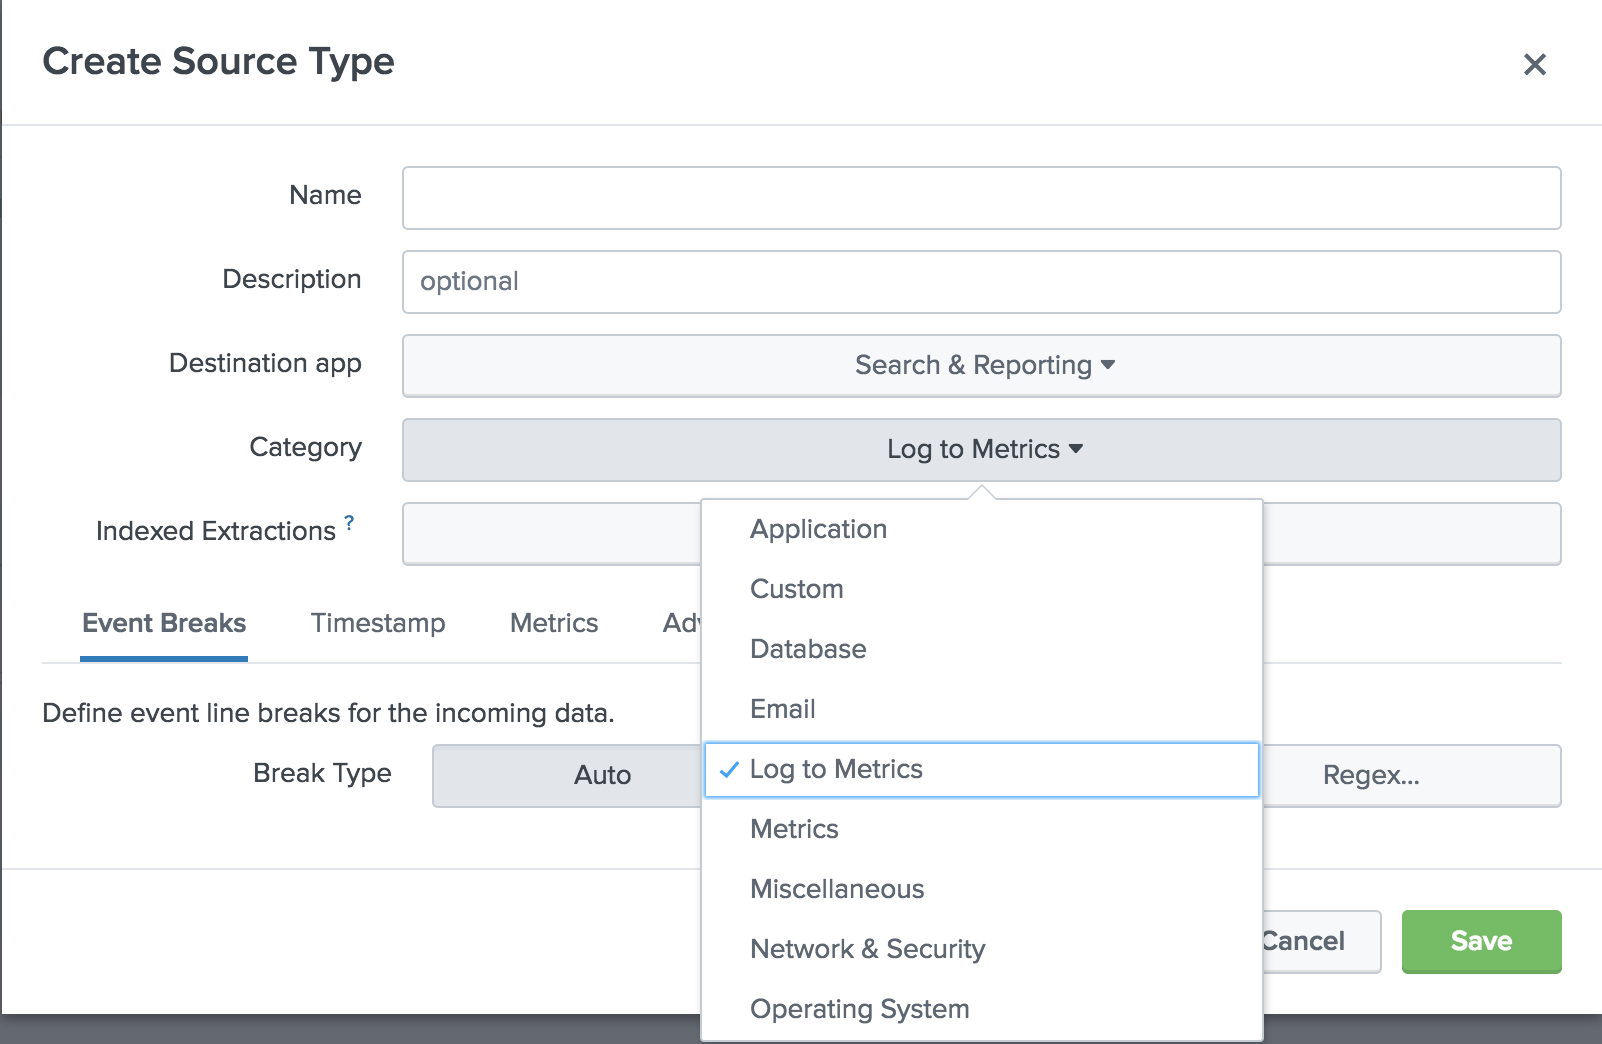 Create Source Type
Name
Description
optional
Destination app
Search & Reporting
Category
Log to Metrics
Indexed Extractions ?
Application
Custom
Database
Email
Log to Metrics
Metrics
Miscellaneous
Network & Security
Operating System
Event Breaks Timestamp Metrics
Define event line breaks for the incoming data.
Break Type
Auto
Regex...
Cancel
Save